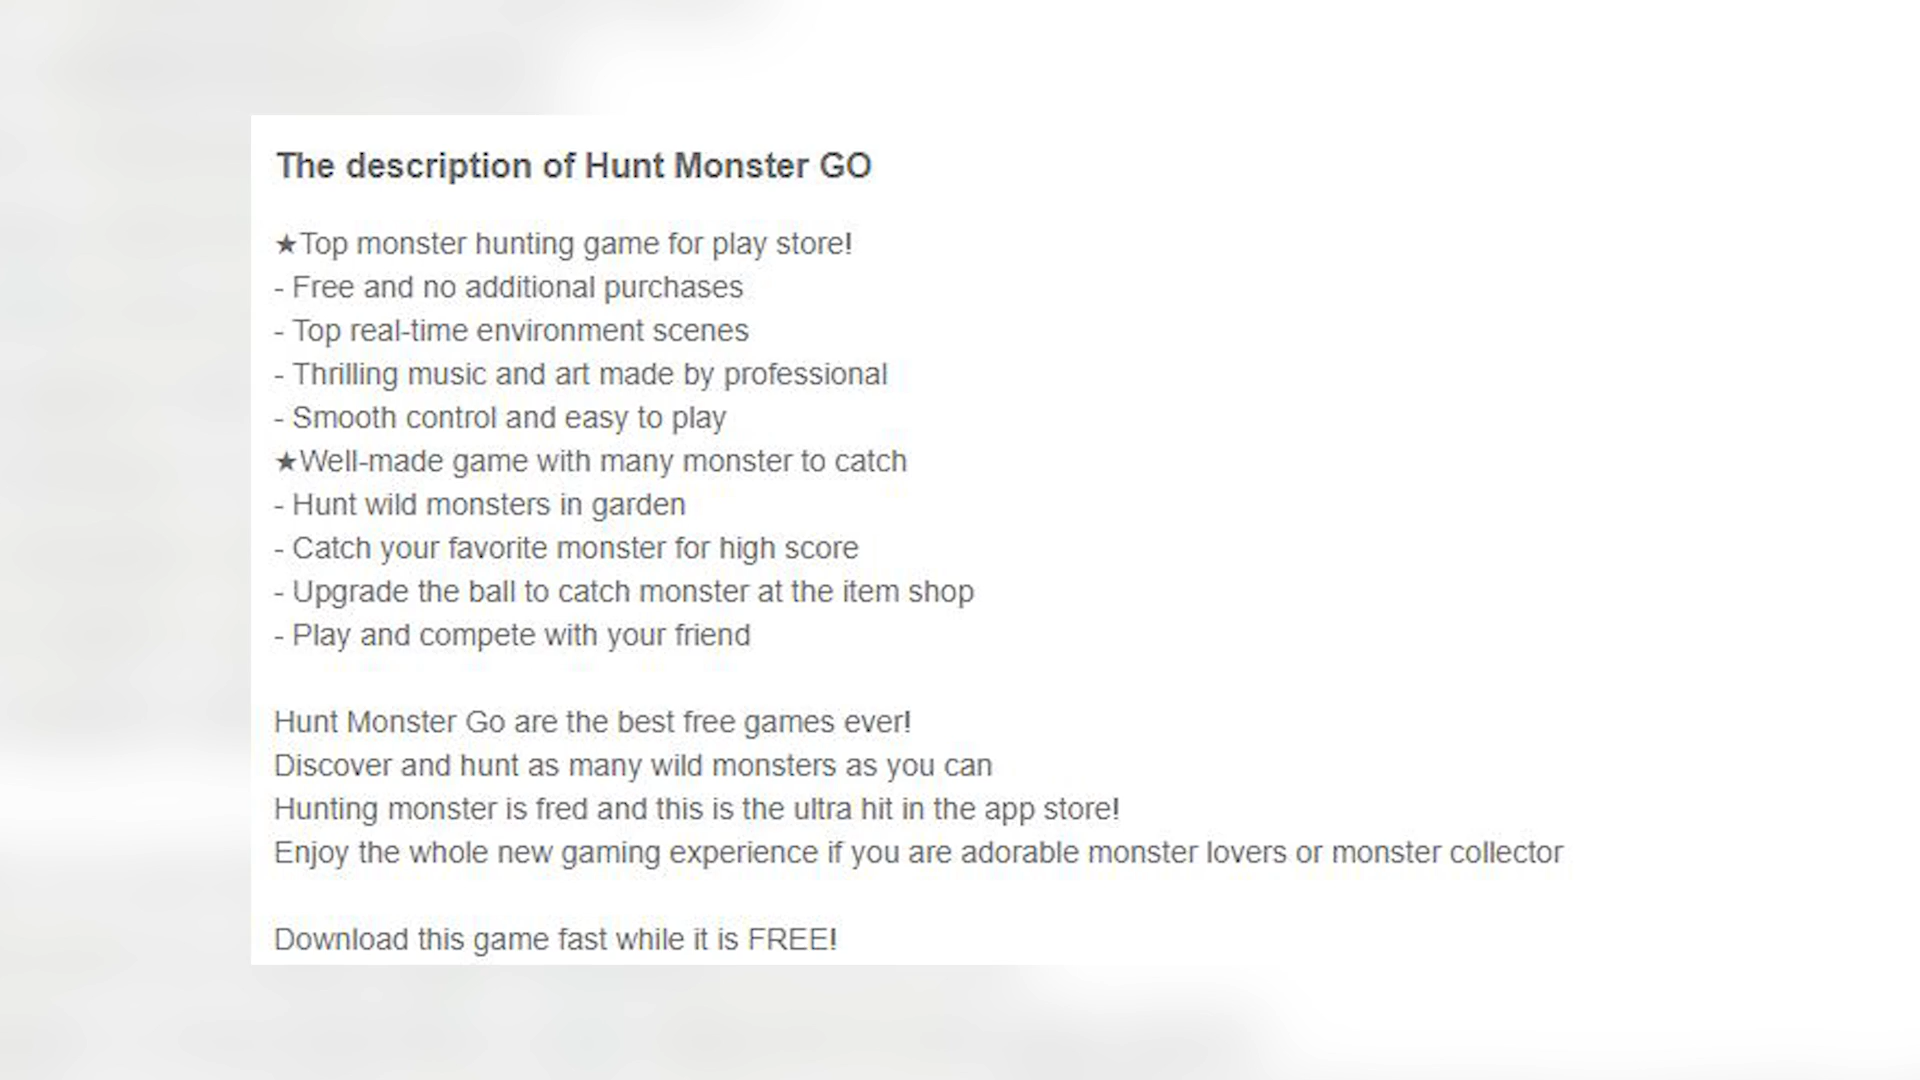 The description of Hunt Monster GO
★Top monster hunting game for play store!
- Free and no additional purchases
- Top real-time environment scenes
- Thrilling music and art made by professional
- Smooth control and easy to play
★Well-made game with many monster to catch
- Hunt wild monsters in garden
- Catch your favorite monster for high score
- Upgrade the ball to catch monster at the item shop
- Play and compete with your friend
Hunt Monster Go are the best free games ever!
Discover and hunt as many wild monsters as you can
Hunting monster is fred and this is the ultra hit in the app store!
Enjoy the whole new gaming experience if you are adorable monster lovers or monster collector
Download this game fast while it is FREE!